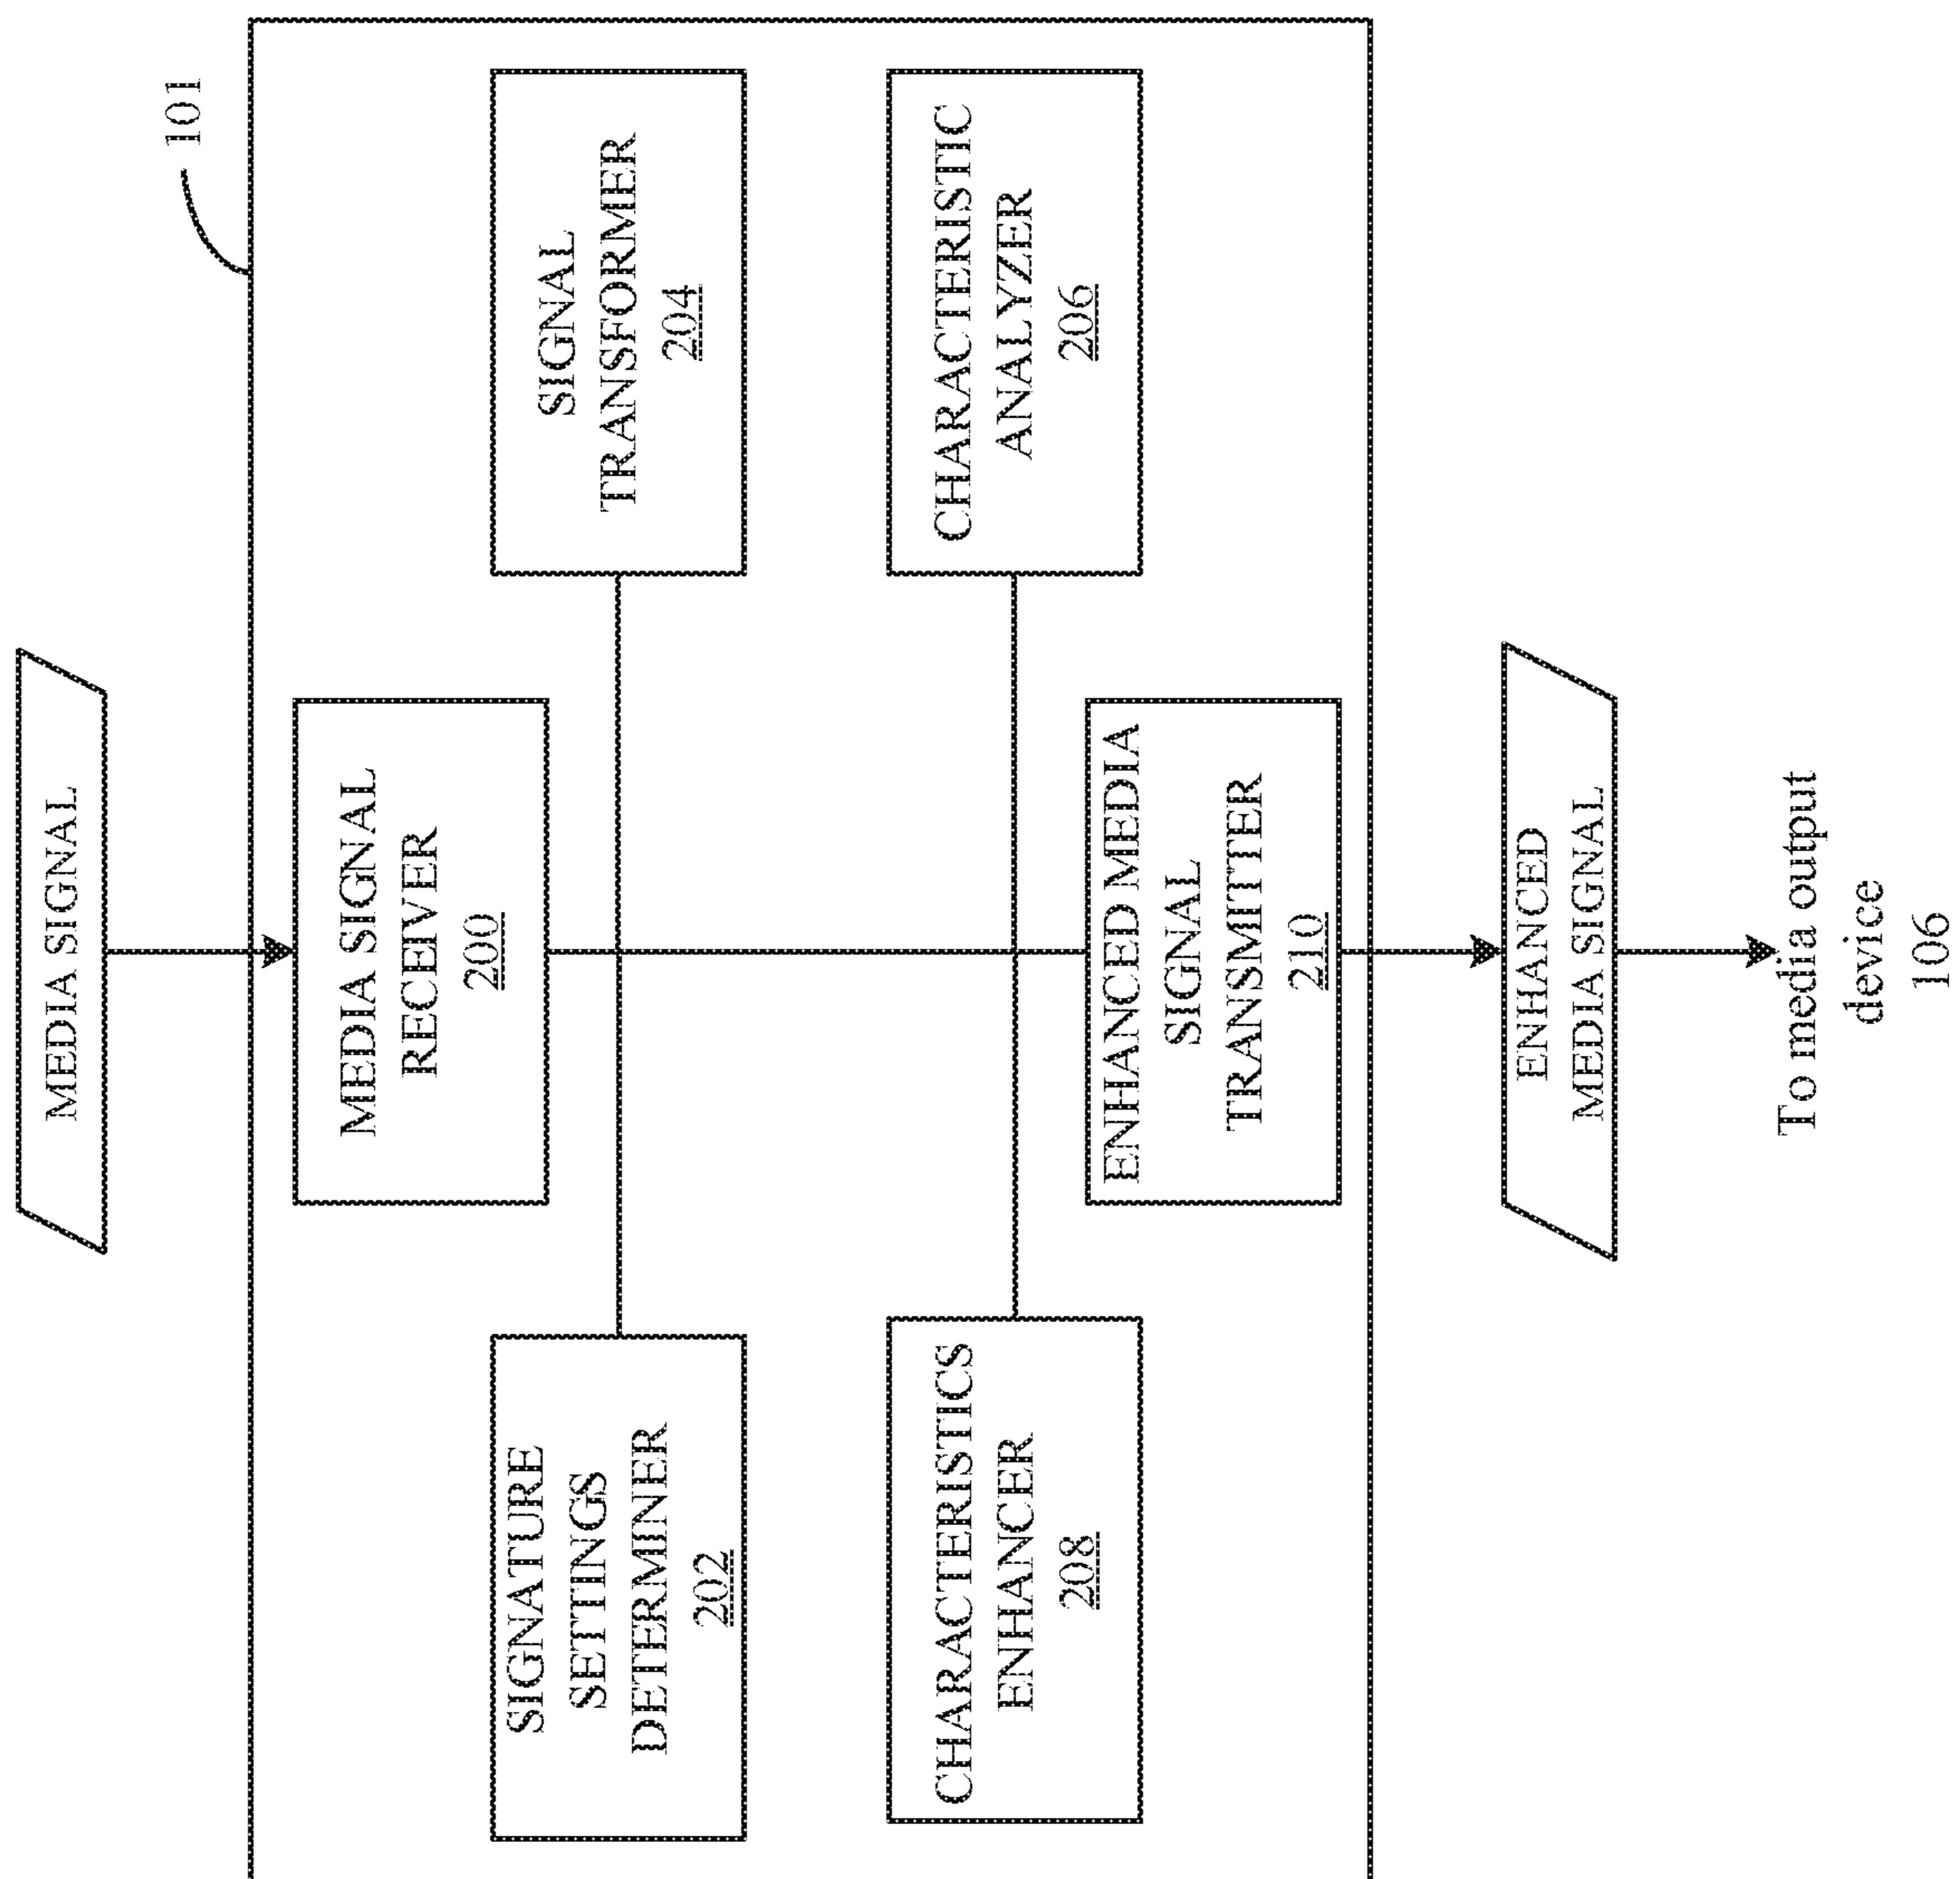 101
MEDIA SIGNAL
MEDIA SIGNAL
RECEIVER
200
SIGNATURE
SETTINGS
DETERMINER
202
SIGNAL
TRANSFORMER
204
CHARACTERISTICS
ENHANCER
208
CHARACTERISTIC
ANALYZER
206
ENHANCED MEDIA
SIGNAL
TRANSMITTER
210
ENHANCED
MEDIA SIGNAL
To media output
device
106